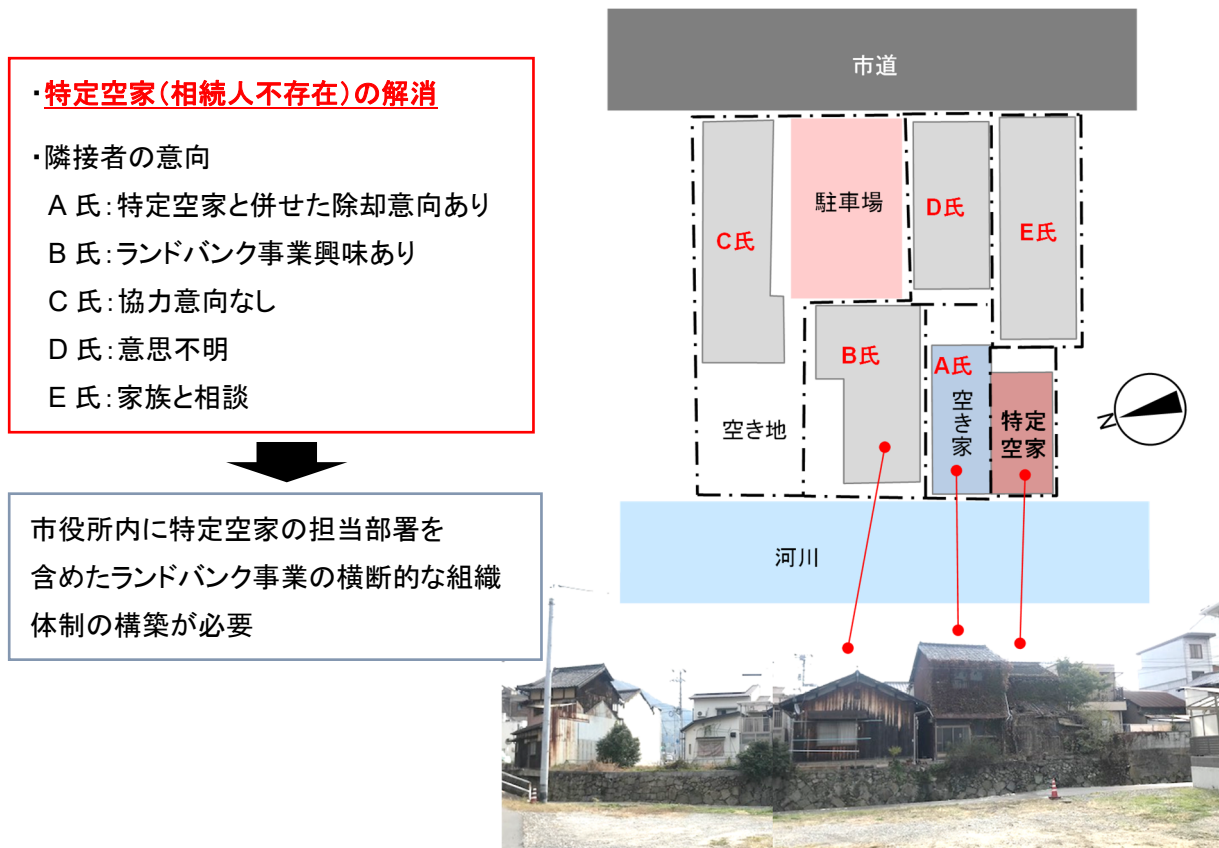 ・特定空家（相続人不存在）の解消
・隣接者の意向
A 氏：特定空家と併せた除却意向あり
B 氏：ランドバンク事業興味あり
C 氏：協力意向なし
D 氏：意思不明
E 氏：家族と相談
市役所内に特定空家の担当部署を
含めたランドバンク事業の横断的な組織
体制の構築が必要
市道
C氏
駐車場
D氏
E氏
B氏
A氏
空き家
特定
空家
空き地
N
河川